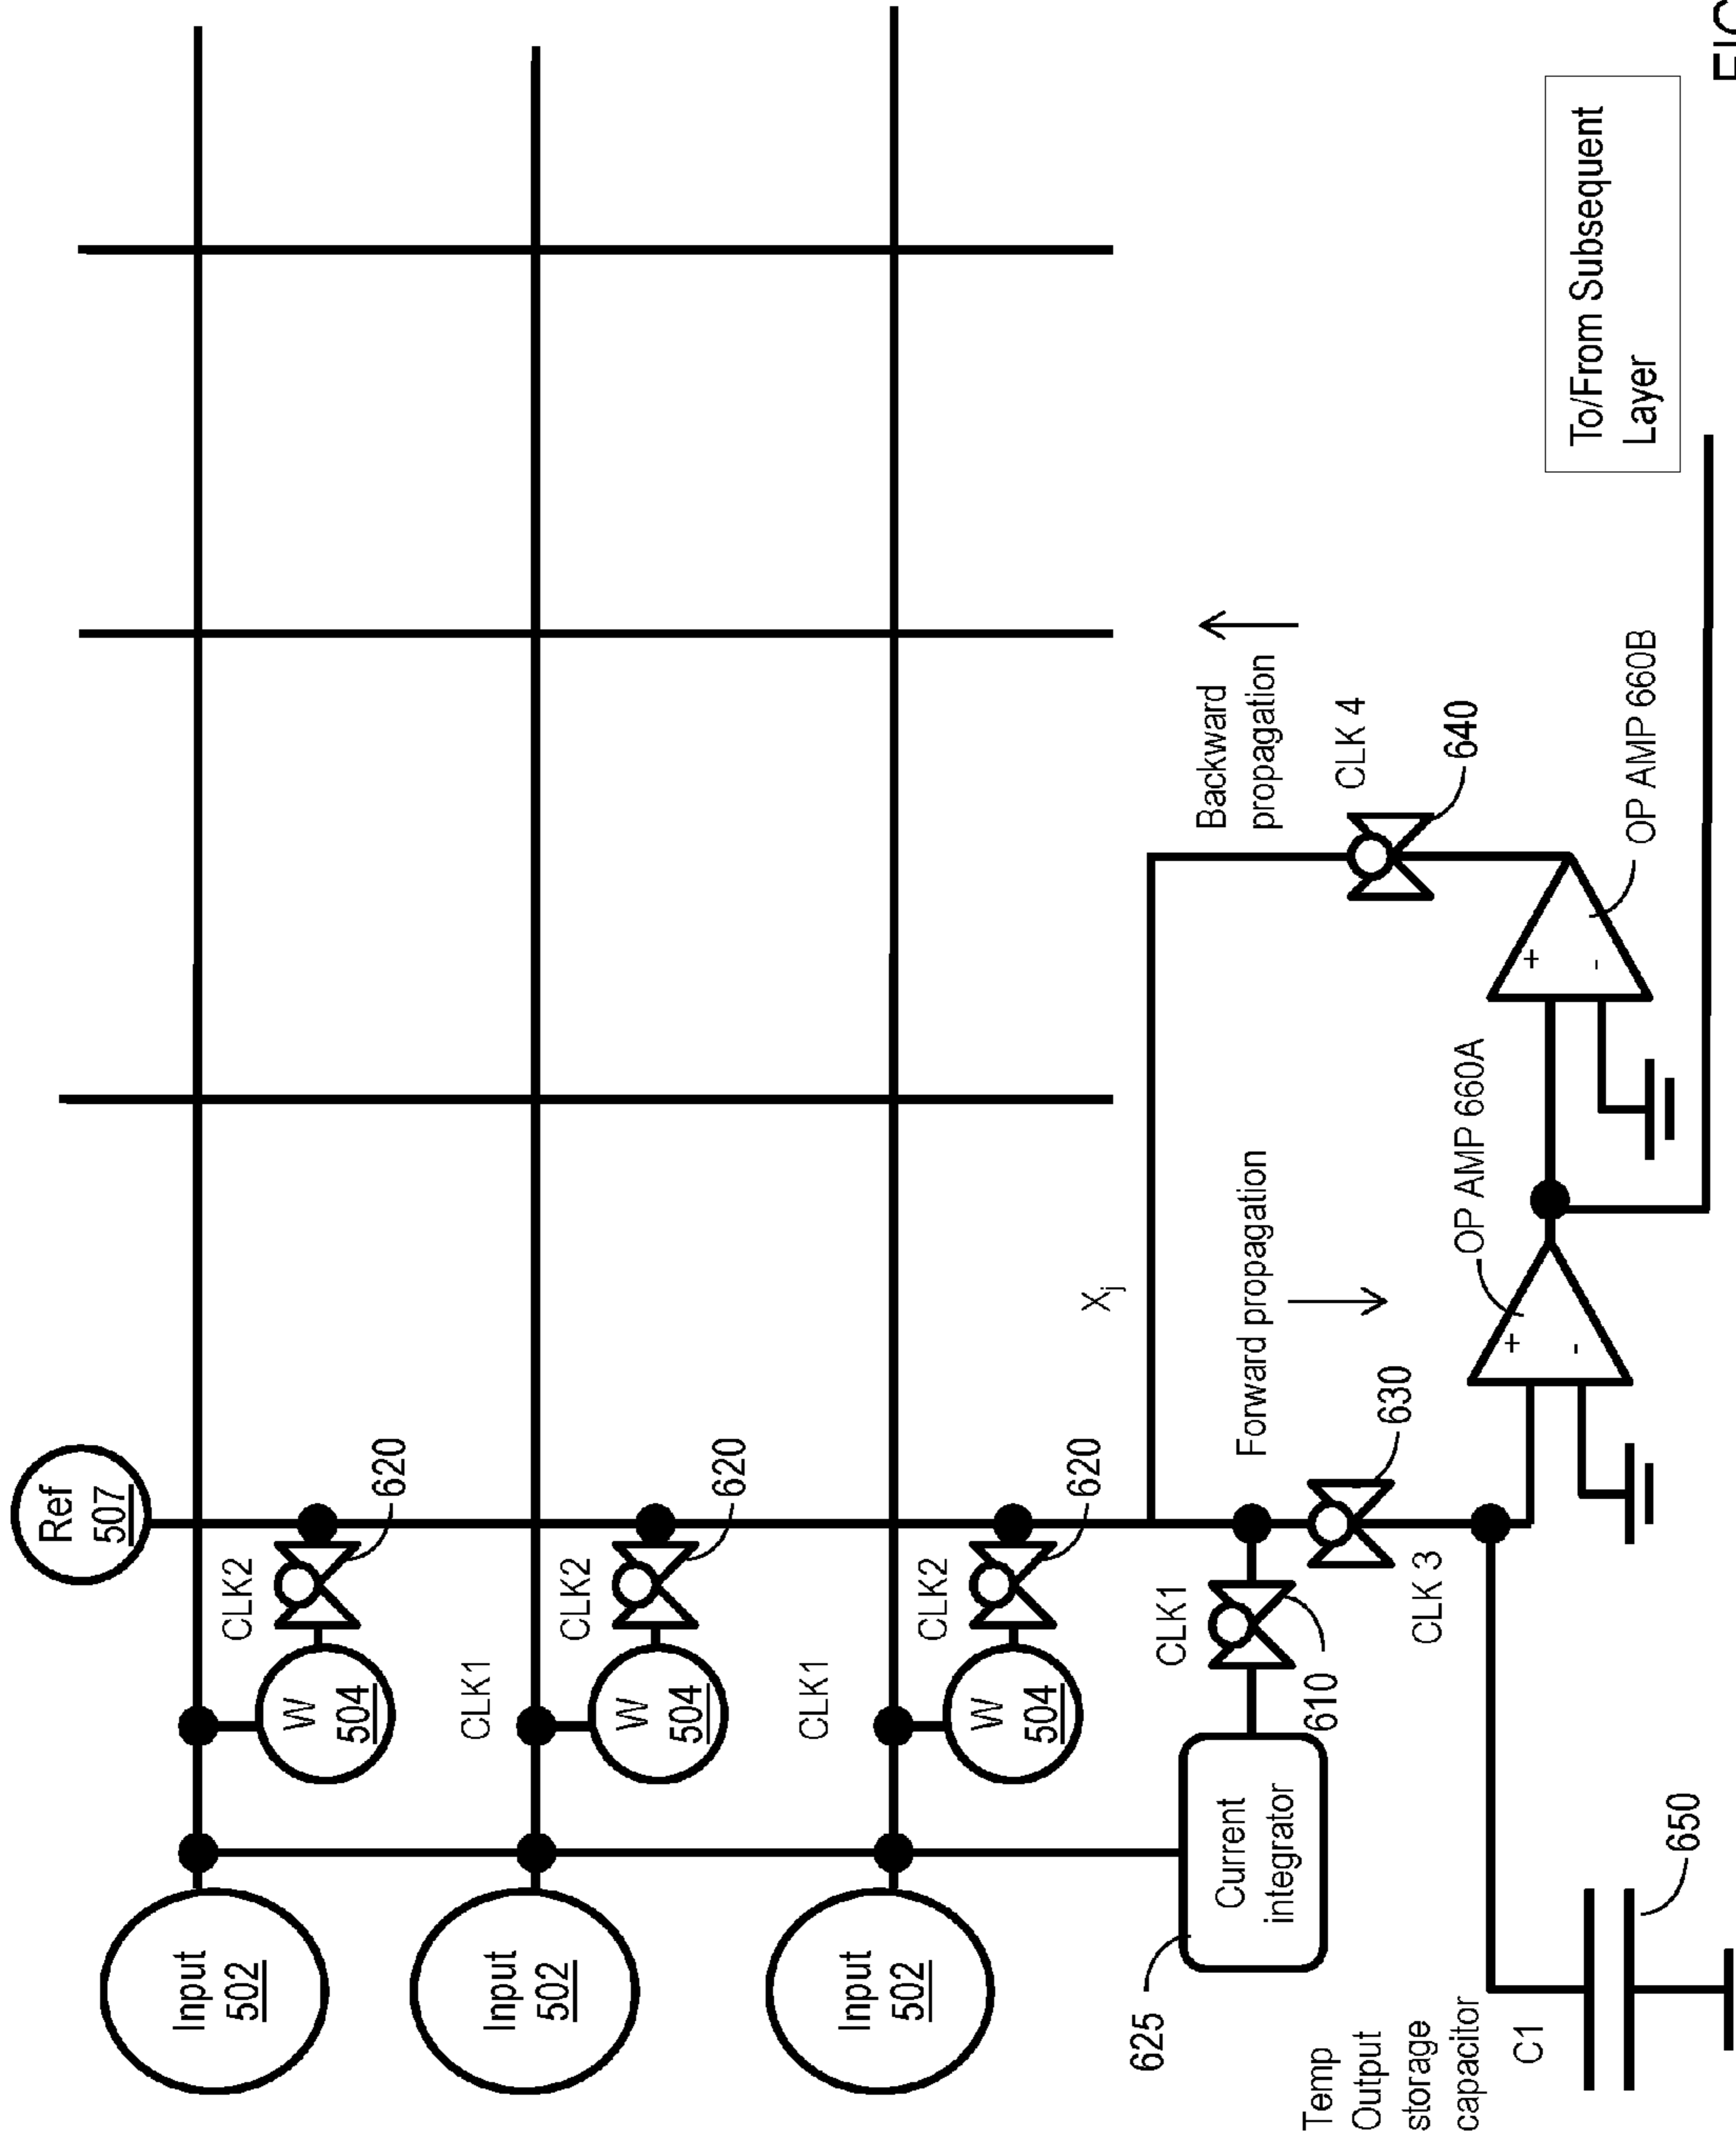 Ref
507
Input
502
CLK2
620
W
504
Input
502
CLK1
CLK2
620
W
504
Input
502
CLK1
CLK2
620
W
504
Xj
625
Current
integrator
CLK1
610
Forward propagation
Backward
propagation
CLK 3
630
CLK 4
640
Temp
Output
storage
capacitor
C1
650
OP AMP 660A
+
-
OP AMP 660B
+
-
To/From Subsequent
Layer